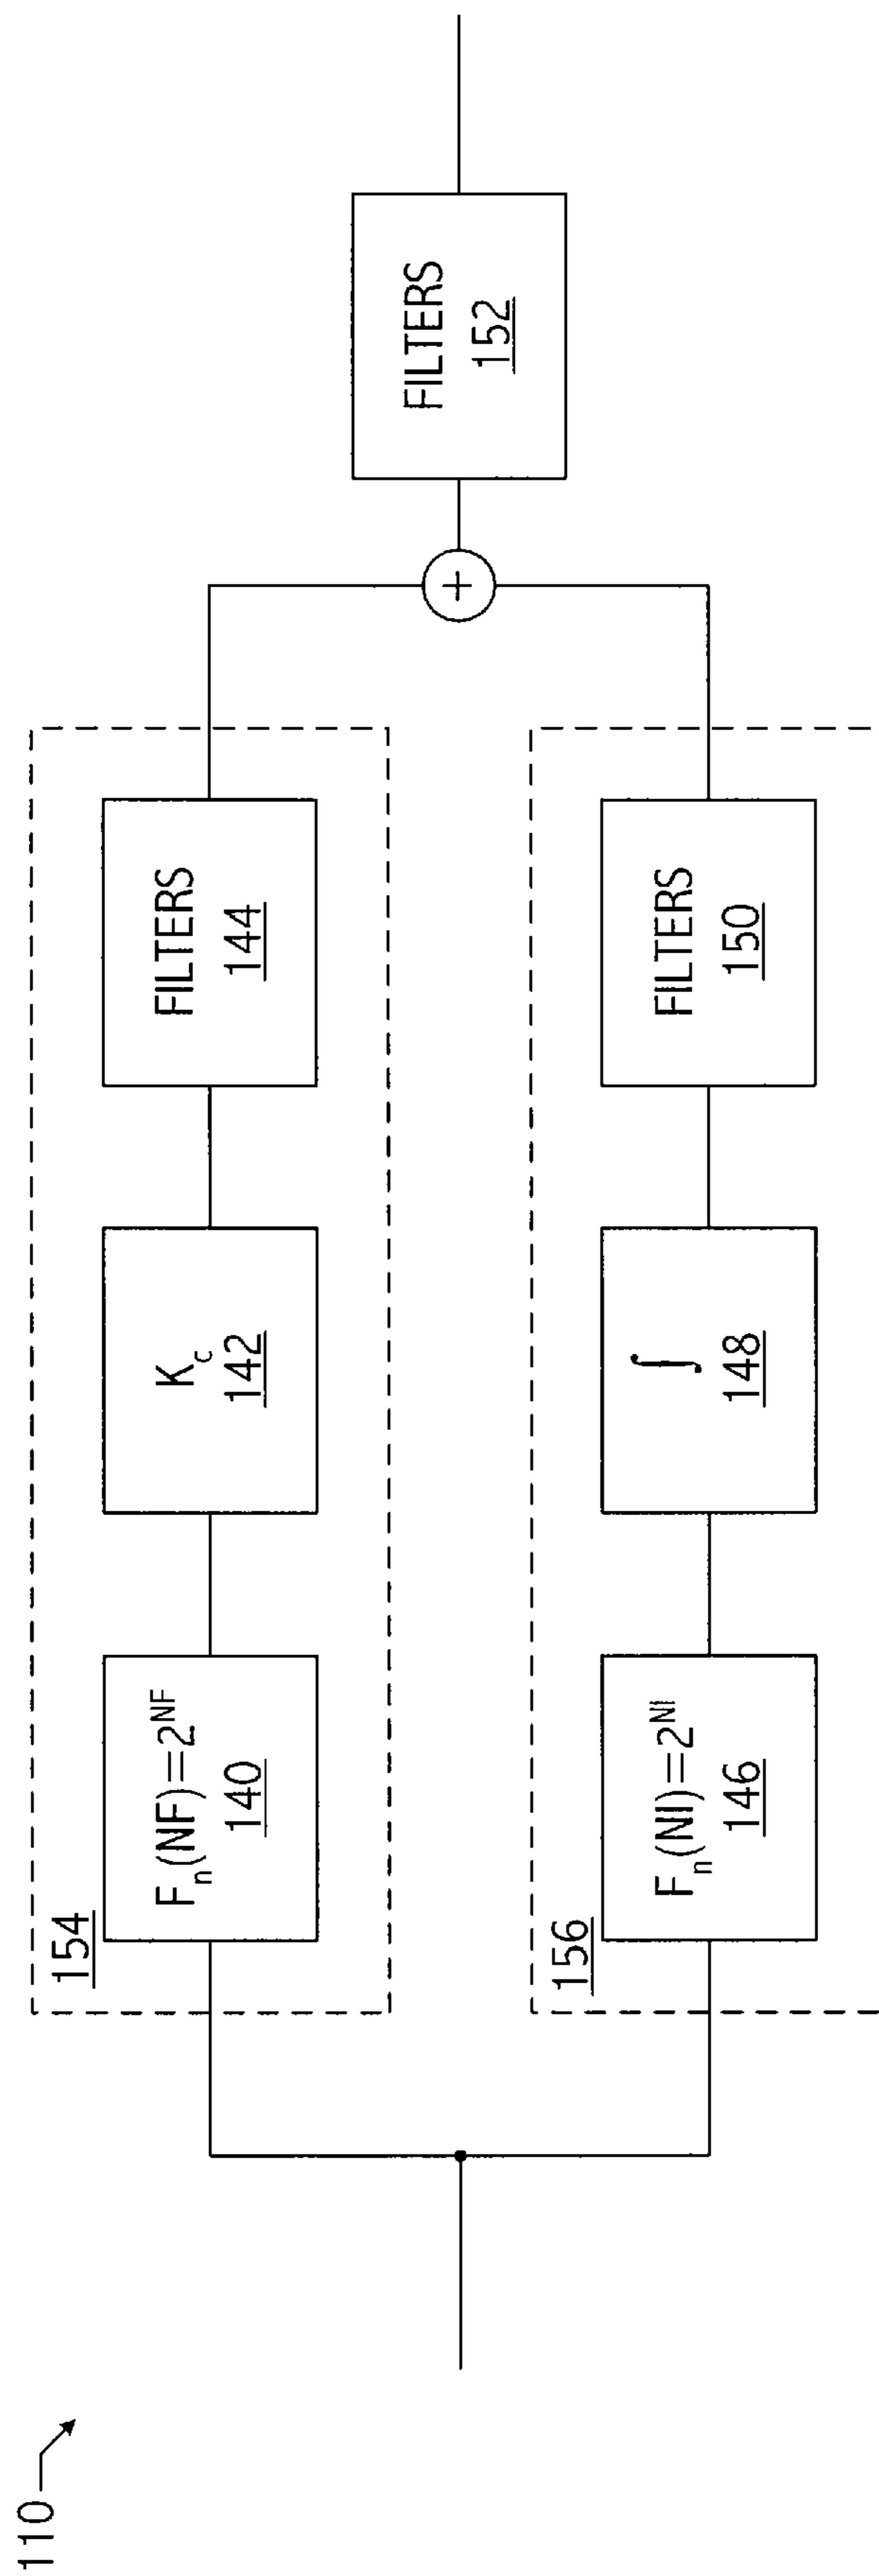 110
154
F_n(NF)=2^NF
140
K_c
142
FILTERS
144
156
F_n(NI)=2^NI
146
∫
148
FILTERS
150
+
FILTERS
152